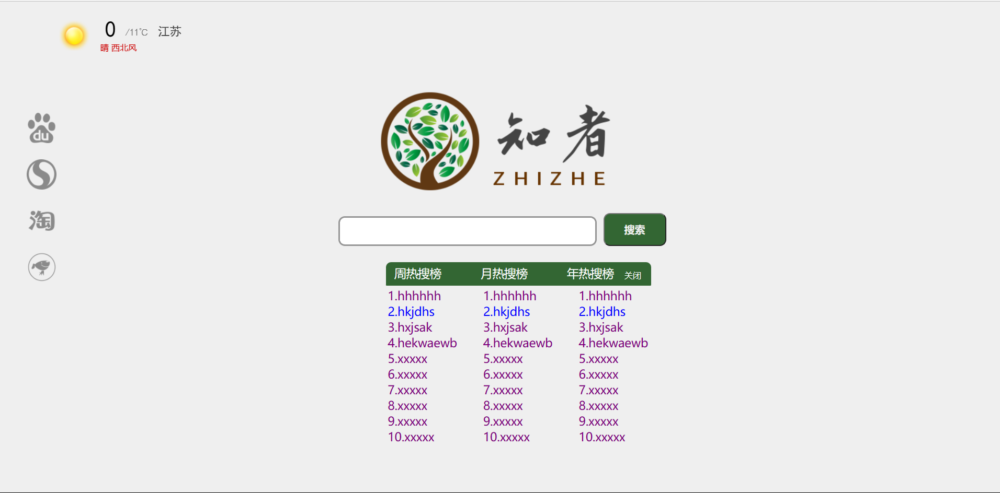 0 /11℃ 江苏
晴 西北风
du
淘
知者
ZHIZHE
搜索
周热搜榜 月热搜榜 年热搜榜 关闭
1.hhhhhh 1.hhhhhh 1.hhhhhh
2.hkjdhs 2.hkjdhs 2.hkjdhs
3.hxjsak 3.hxjsak 3.hxjsak
4.hekwaewb 4.hekwaewb 4.hekwaewb
5.xxxxx 5.xxxxx 5.xxxxx
6.xxxxx 6.xxxxx 6.xxxxx
7.xxxxx 7.xxxxx 7.xxxxx
8.xxxxx 8.xxxxx 8.xxxxx
9.xxxxx 9.xxxxx 9.xxxxx
10.xxxxx 10.xxxxx 10.xxxxx